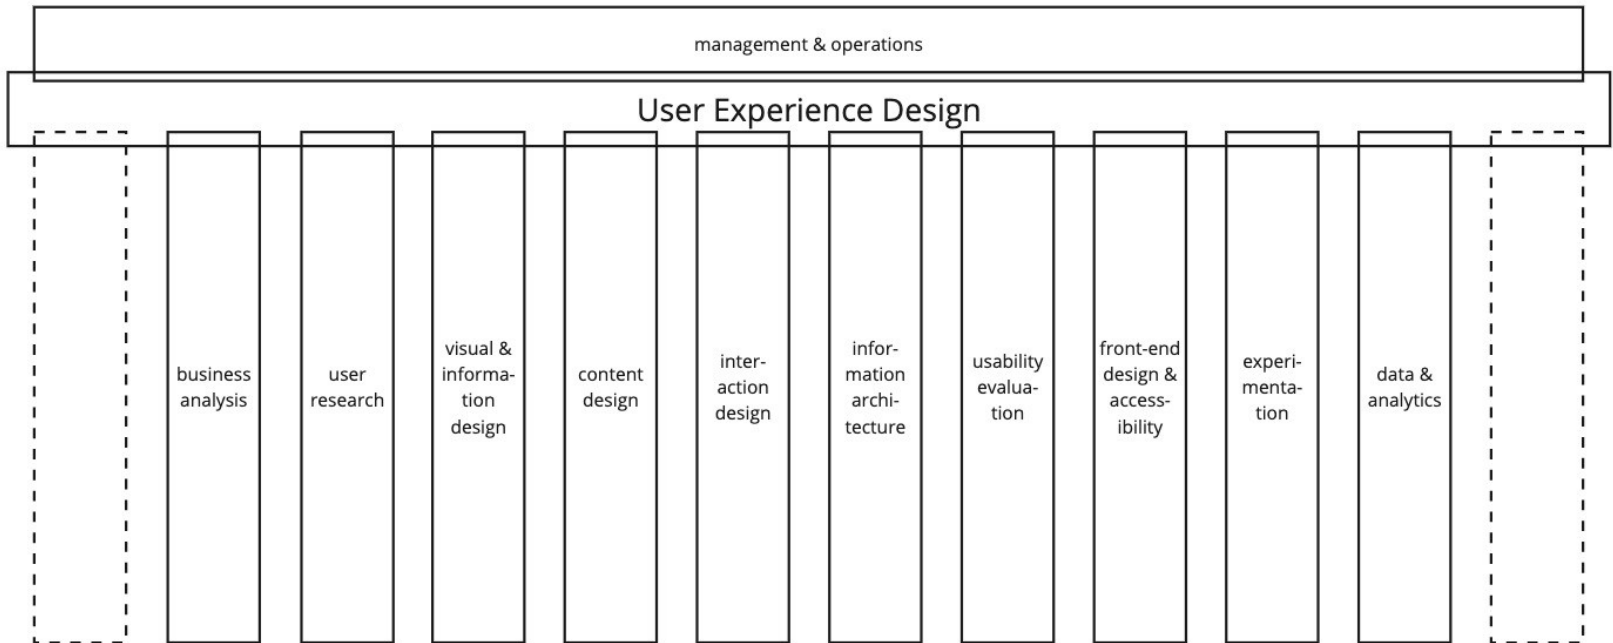 management & operations
User Experience Design
business
analysis
user
research
visual &
informa-
tion
design
content
design
inter-
action
design
infor-
mation
archi-
tecture
usability
evalua-
tion
front-end
design &
access-
ibility
experi-
menta-
tion
data &
analytics